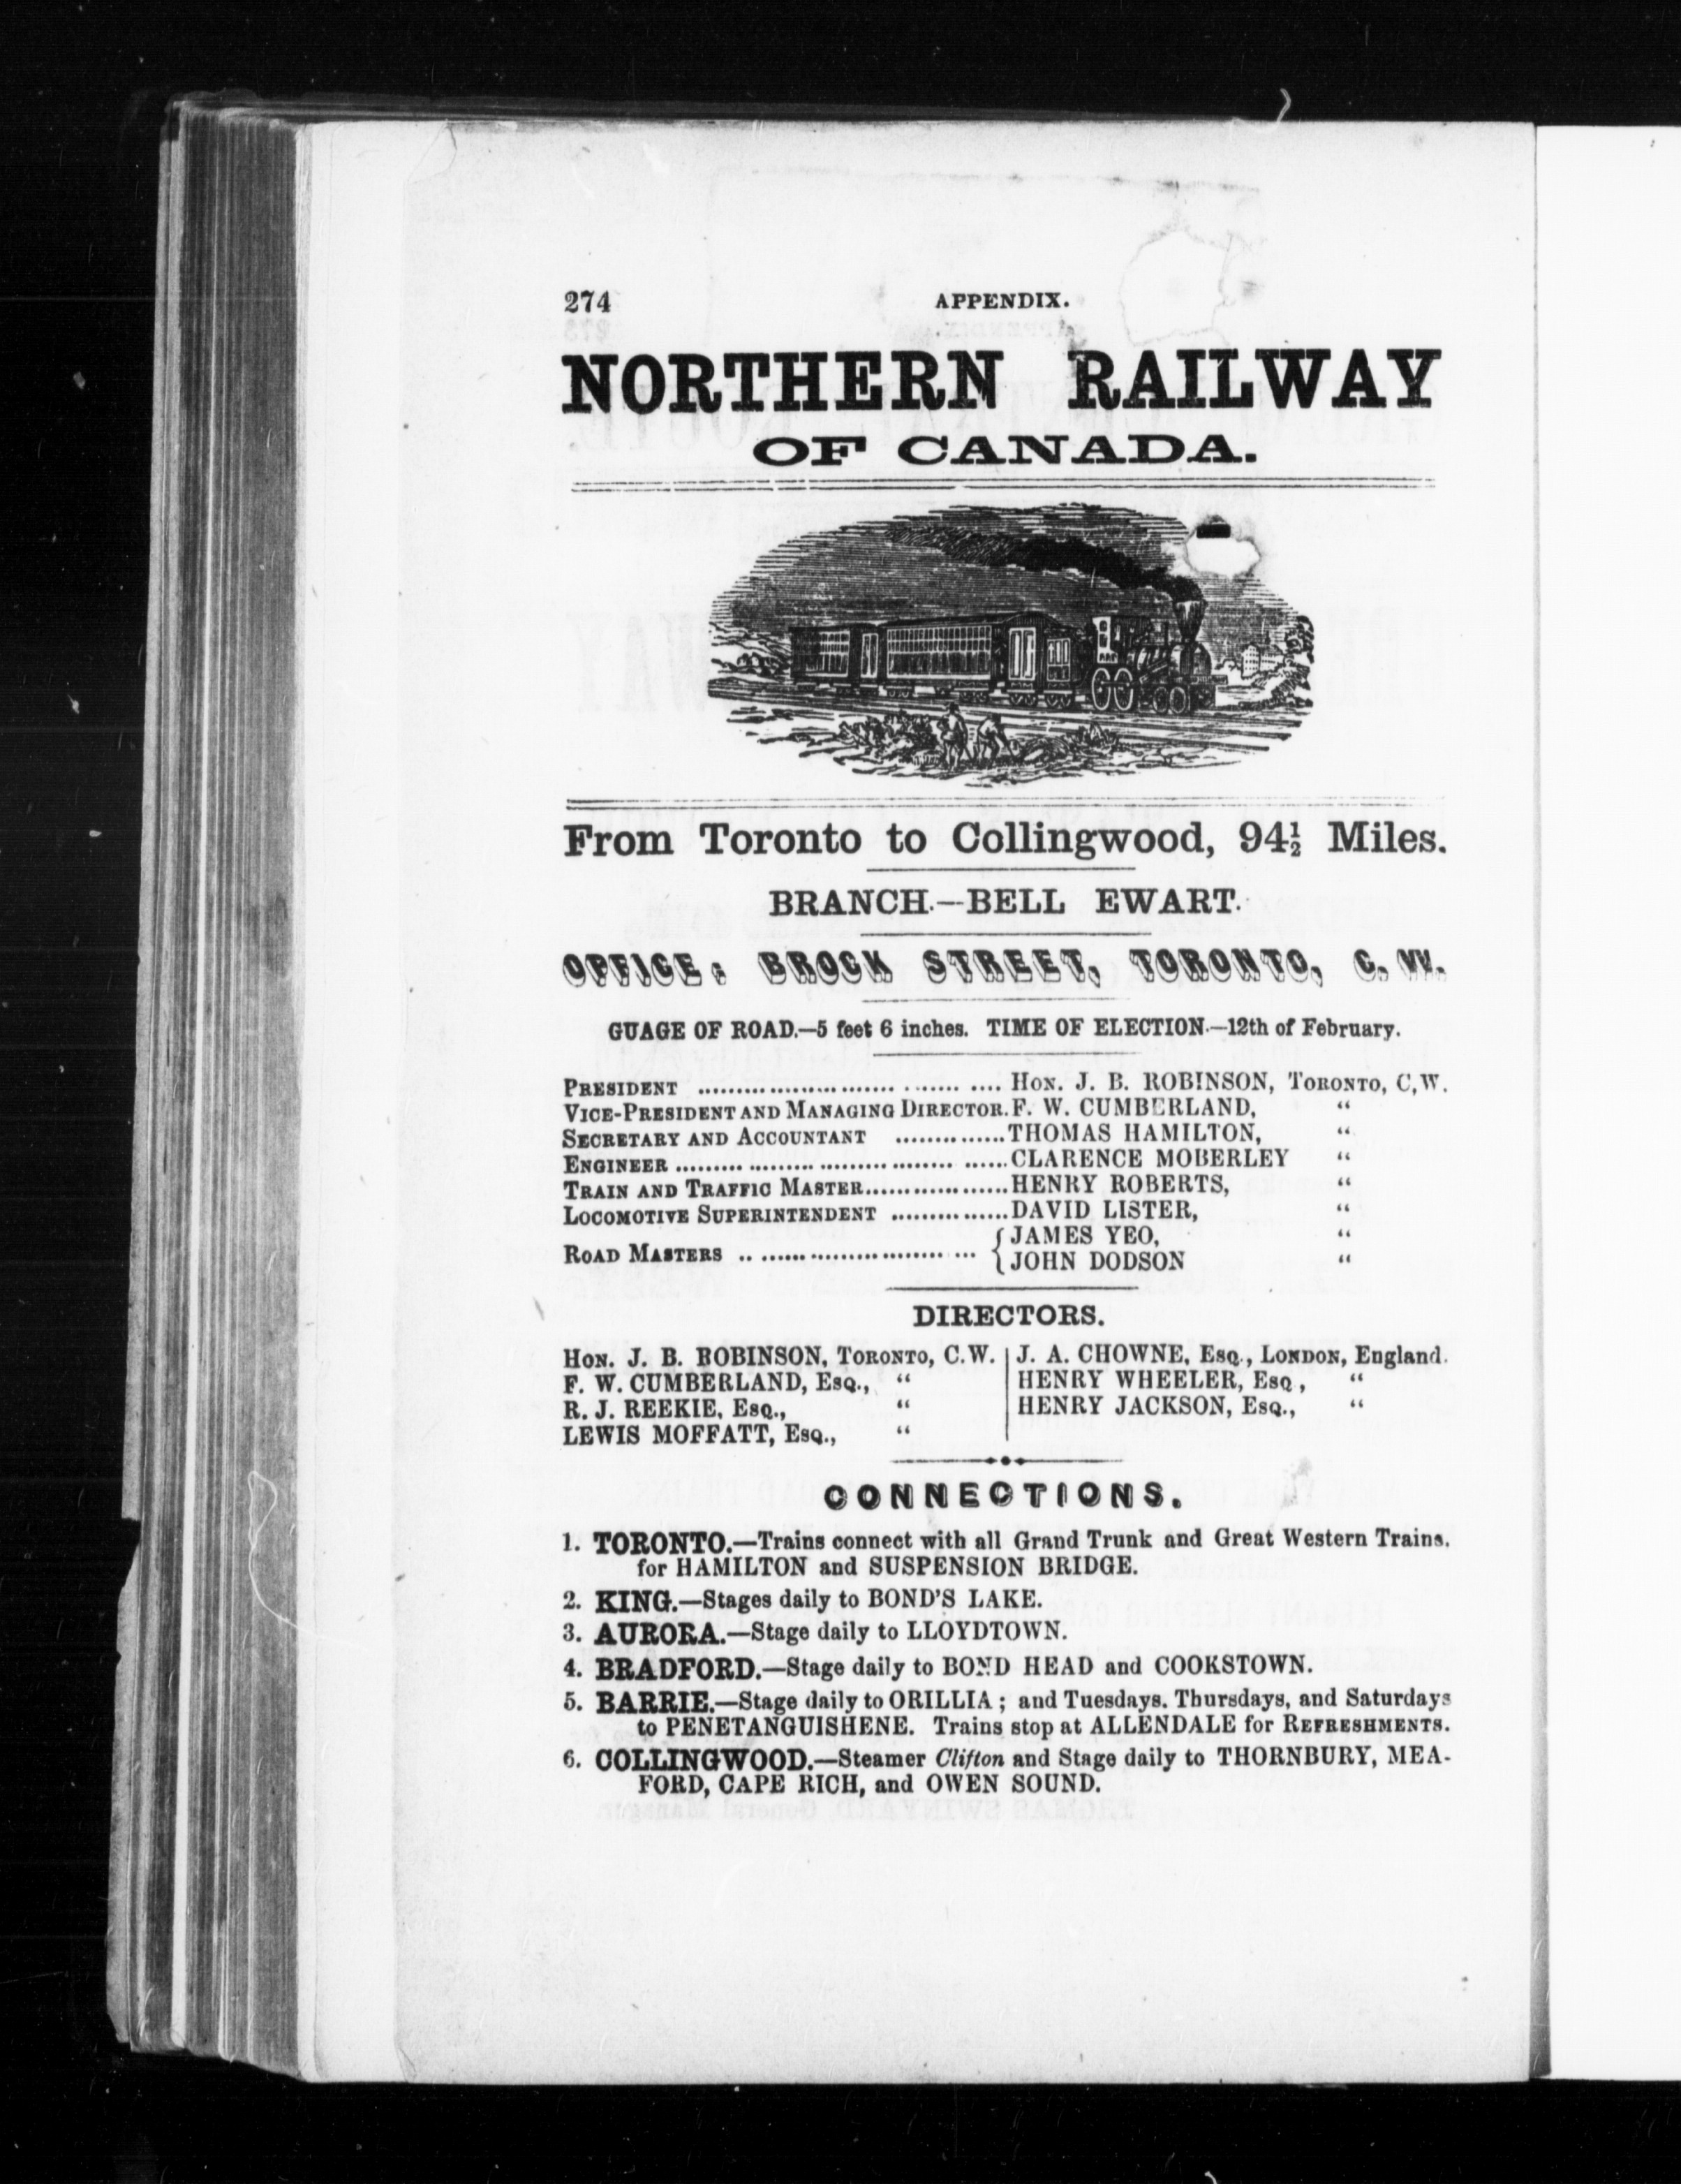 274
APPENDIX.
NORTHERN RAILWAY
OF CANADA.
From Toronto to Collingwood, 94½ Miles.
BRANCH.—BELL EWART.
OFFICE: BROCK STREET, TORONTO, C. W.
GUAGE OF ROAD.—5 feet 6 inches. TIME OF ELECTION.—12th of February.
PRESIDENT .................................... HON. J. B. ROBINSON, TORONTO, C.W.
VICE-PRESIDENT AND MANAGING DIRECTOR. F. W. CUMBERLAND, "
SECRETARY AND ACCOUNTANT ..............THOMAS HAMILTON, "
ENGINEER ..........................................CLARENCE MOBERLEY "
TRAIN AND TRAFFIC MASTER..................HENRY ROBERTS, "
LOCOMOTIVE SUPERINTENDENT ...............DAVID LISTER, "
ROAD MASTERS .. ............................... { JAMES YEO, "
JOHN DODSON "
DIRECTORS.
HON. J. B. ROBINSON, TORONTO, C.W.
F. W. CUMBERLAND, ESQ., "
R. J. REEKIE, ESQ., "
LEWIS MOFFATT, ESQ., "
J. A. CHOWNE, ESQ., LONDON, England.
HENRY WHEELER, ESQ., "
HENRY JACKSON, ESQ., "
CONNECTIONS.
1. TORONTO.—Trains connect with all Grand Trunk and Great Western Trains.
for HAMILTON and SUSPENSION BRIDGE.
2. KING.—Stages daily to BOND'S LAKE.
3. AURORA.—Stage daily to LLOYDTOWN.
4. BRADFORD.—Stage daily to BOND HEAD and COOKSTOWN.
5. BARRIE.—Stage daily to ORILLIA; and Tuesdays. Thursdays, and Saturdays
to PENETANGUISHENE. Trains stop at ALLENDALE for REFRESHMENTS.
6. COLLINGWOOD.—Steamer Clifton and Stage daily to THORNBURY, MEA-
FORD, CAPE RICH, and OWEN SOUND.